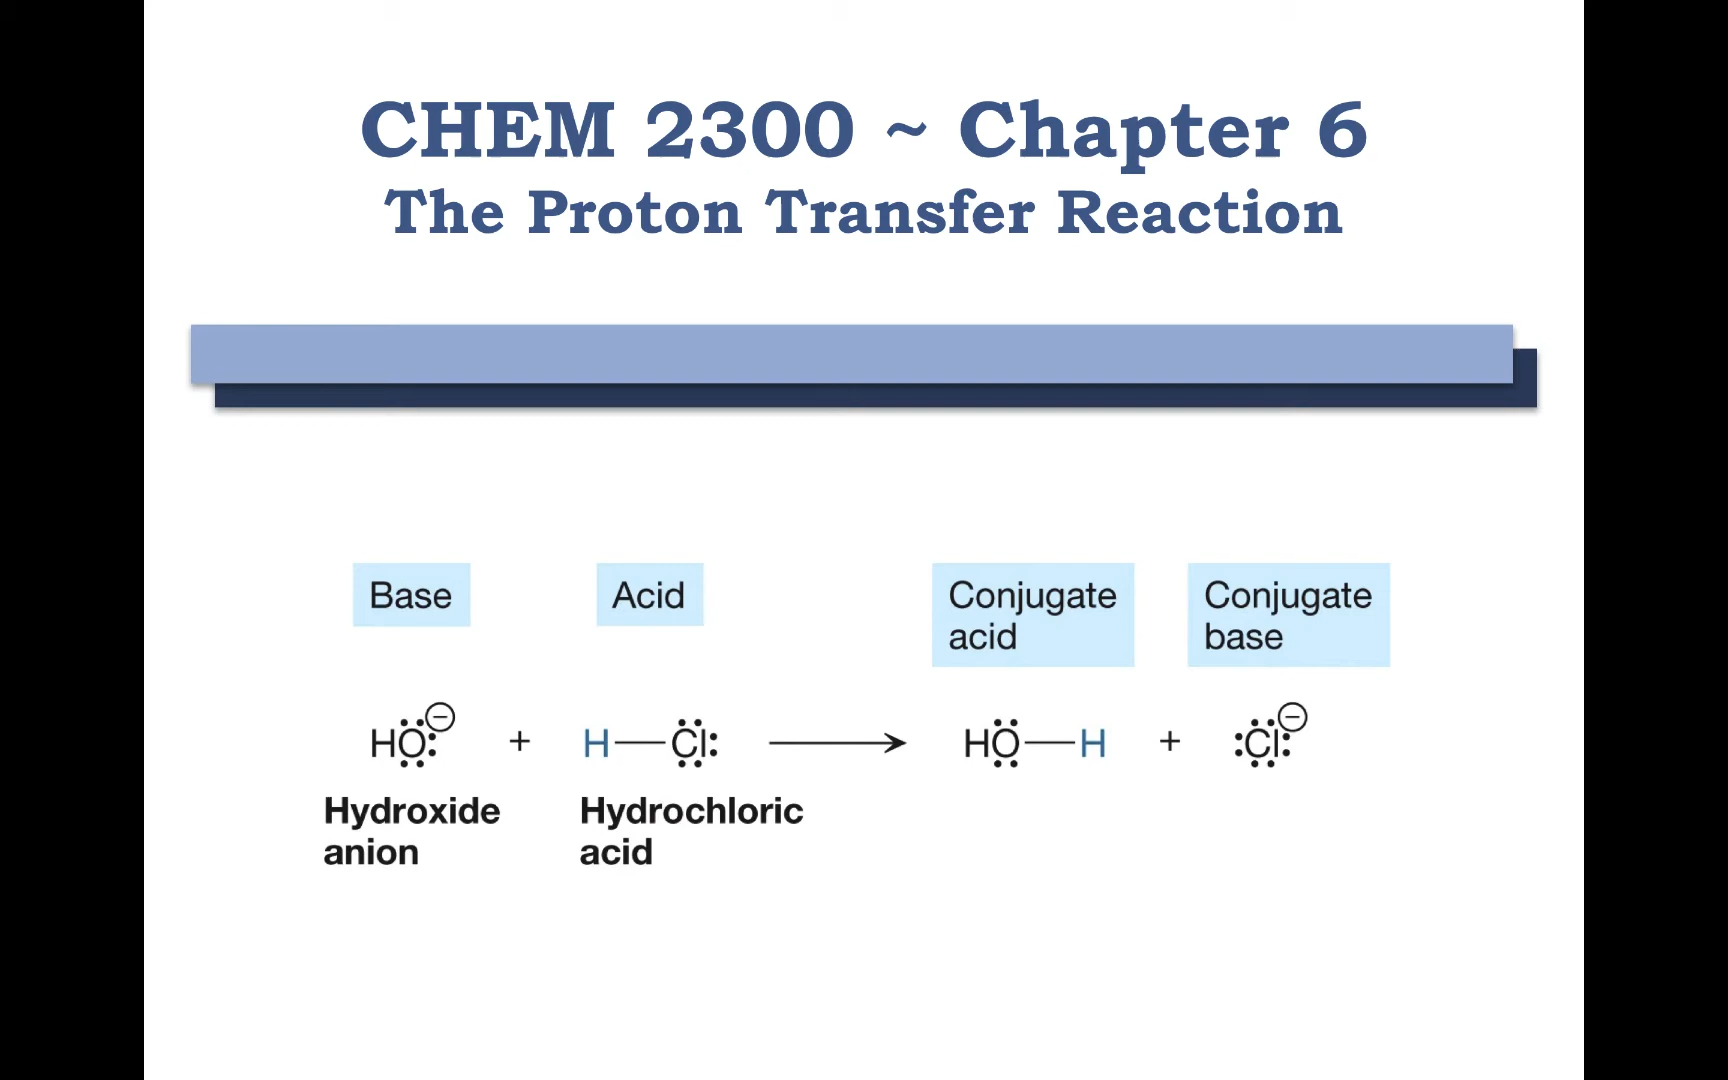 CHEM 2300 ~ Chapter 6
The Proton Transfer Reaction
Base
Acid
Conjugate
acid
Conjugate
base
HO:⊖ + H—Cl: ⟶ HO—H + :Cl:⊖
Hydroxide
anion
Hydrochloric
acid